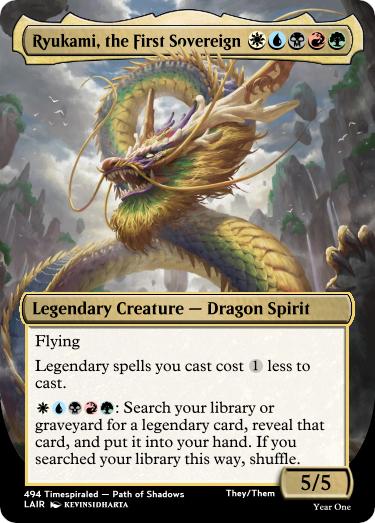 Ryukami, the First Sovereign
Legendary Creature — Dragon Spirit
Flying
Legendary spells you cast cost 1 less to
cast.
: Search your library or
graveyard for a legendary card, reveal that
card, and put it into your hand. If you
searched your library this way, shuffle.
5/5
494 Timespiraled — Path of Shadows They/Them
LAIR KEVINSIDHARTA Year One